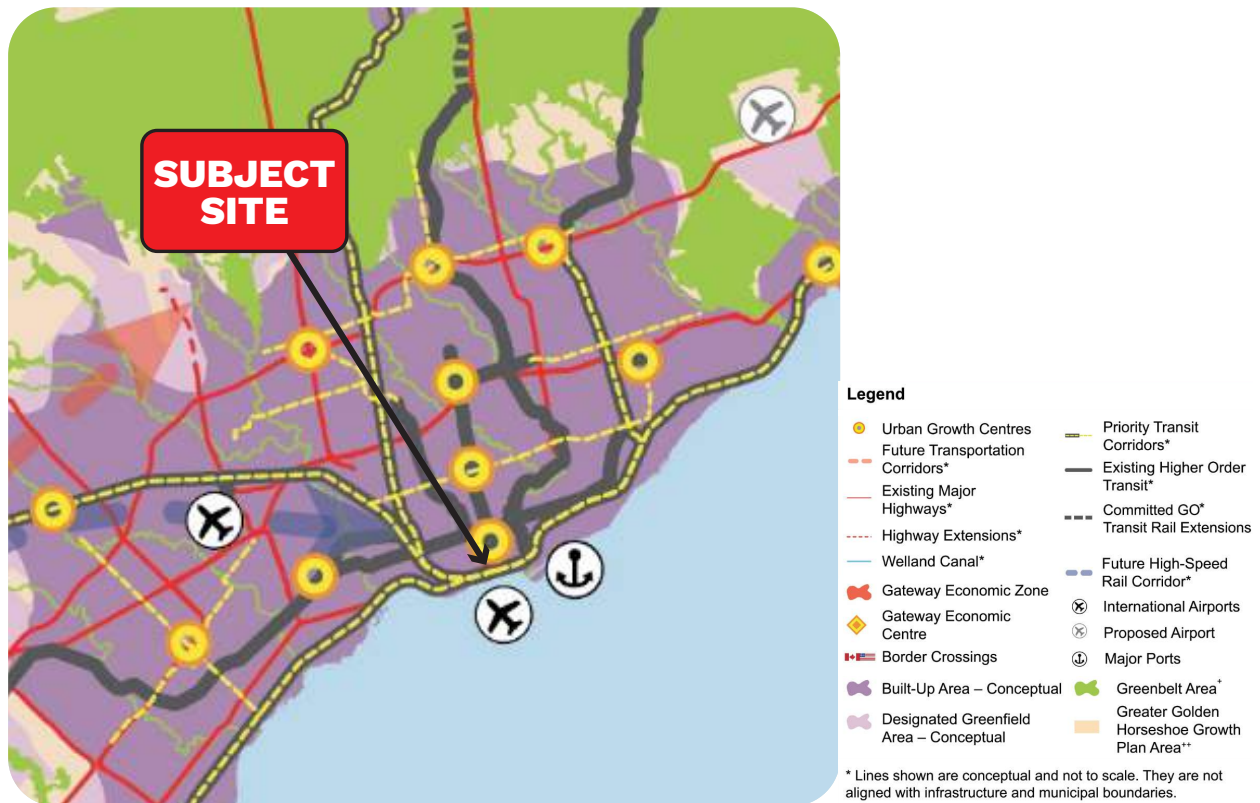 SUBJECT
SITE
Legend
Urban Growth Centres
Future Transportation
Corridors*
Existing Major
Highways*
Highway Extensions*
Welland Canal*
Gateway Economic Zone
Gateway Economic
Centre
Border Crossings
Built-Up Area – Conceptual
Designated Greenfield
Area – Conceptual
Priority Transit
Corridors*
Existing Higher Order
Transit*
Committed GO*
Transit Rail Extensions
Future High-Speed
Rail Corridor*
International Airports
Proposed Airport
Major Ports
Greenbelt Area+
Greater Golden
Horseshoe Growth
Plan Area++
* Lines shown are conceptual and not to scale. They are not
aligned with infrastructure and municipal boundaries.